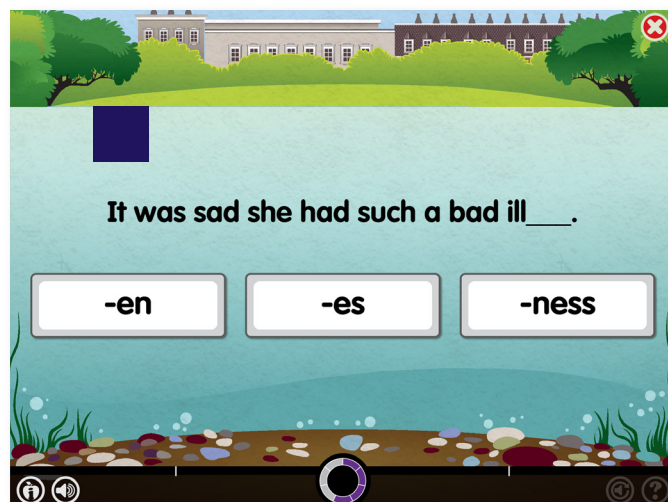 It was sad she had such a bad ill___.
-en
-es
-ness